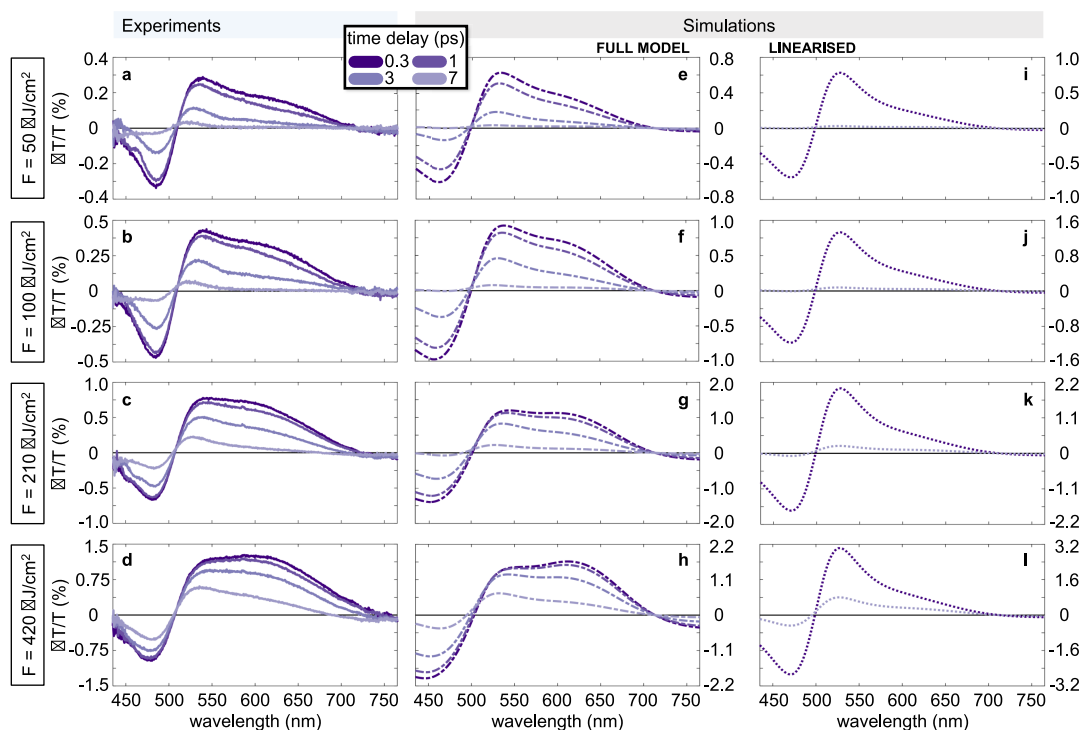 Experiments
Simulations
time delay (ps)
0.3 1
3 7
FULL MODEL
LINEARISED
F = 50 �J/cm²
�T/T (%)
0.4
0.2
0
-0.2
-0.4
a
e
0.8
0.4
0
-0.4
-0.8
i
1.0
0.5
0
-0.5
-1.0
F = 100 �J/cm²
�T/T (%)
0.5
0.25
0
-0.25
-0.5
b
f
1.0
0.5
0
-0.5
-1.0
j
1.6
0.8
0
-0.8
-1.6
F = 210 �J/cm²
�T/T (%)
1.0
0.5
0
-0.5
-1.0
c
g
2.0
1.0
0
-1.0
-2.0
k
2.2
1.1
0
-1.1
-2.2
F = 420 �J/cm²
�T/T (%)
1.5
0.75
0
-0.75
-1.5
d
h
2.2
1.1
0
-1.1
-2.2
l
3.2
1.6
0
-1.6
-3.2
450 500 550 600 650 700 750
450 500 550 600 650 700 750
450 500 550 600 650 700 750
wavelength (nm)
wavelength (nm)
wavelength (nm)